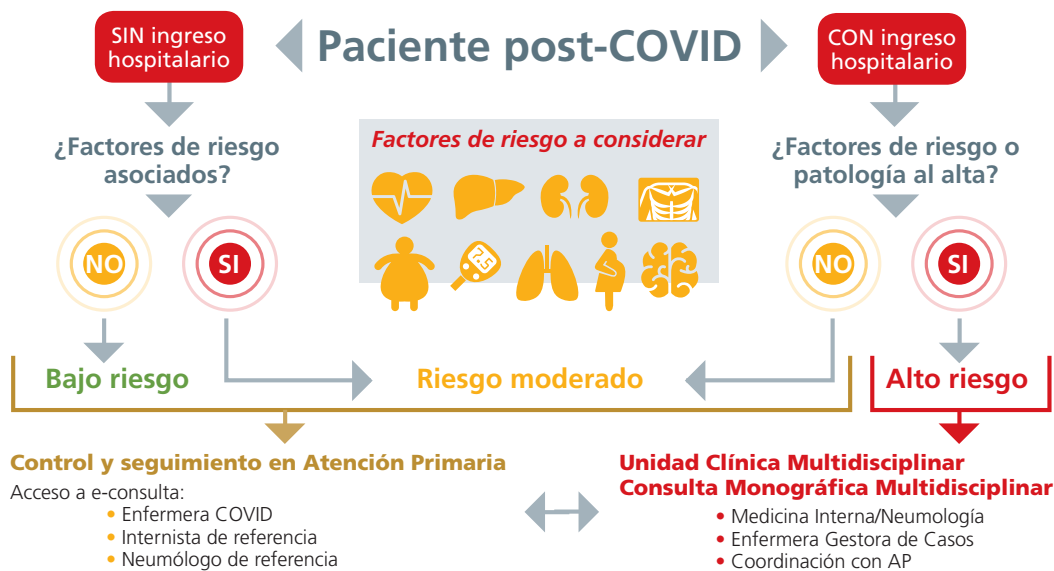 Paciente post-COVID
SIN ingreso
hospitalario
¿Factores de riesgo
asociados?
NO
SI
Factores de riesgo a considerar
7.5
CON ingreso
hospitalario
¿Factores de riesgo o
patología al alta?
NO
SI
Bajo riesgo
Riesgo moderado
Alto riesgo
Control y seguimiento en Atención Primaria
Acceso a e-consulta:
• Enfermera COVID
• Internista de referencia
• Neumólogo de referencia
Unidad Clínica Multidisciplinar
Consulta Monográfica Multidisciplinar
• Medicina Interna/Neumología
• Enfermera Gestora de Casos
• Coordinación con AP